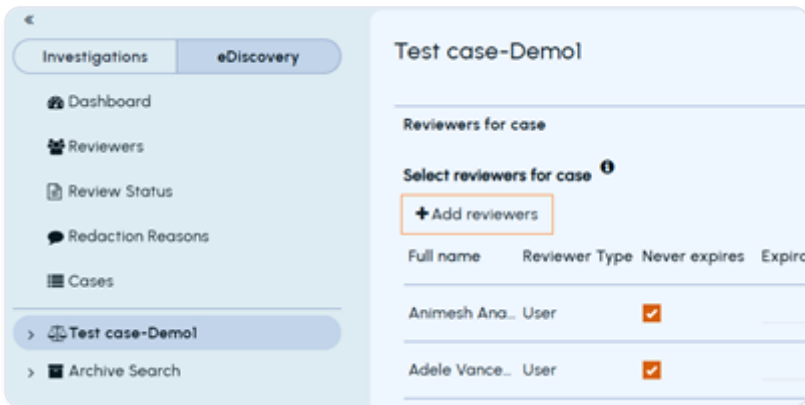 «
Investigations eDiscovery
Dashboard
Reviewers
Review Status
Redaction Reasons
Cases
> Test case-Demo1
> Archive Search
Test case-Demo1
Reviewers for case
Select reviewers for case
+Add reviewers
Full name Reviewer Type Never expires
Animesh Ana... User
Adele Vance... User